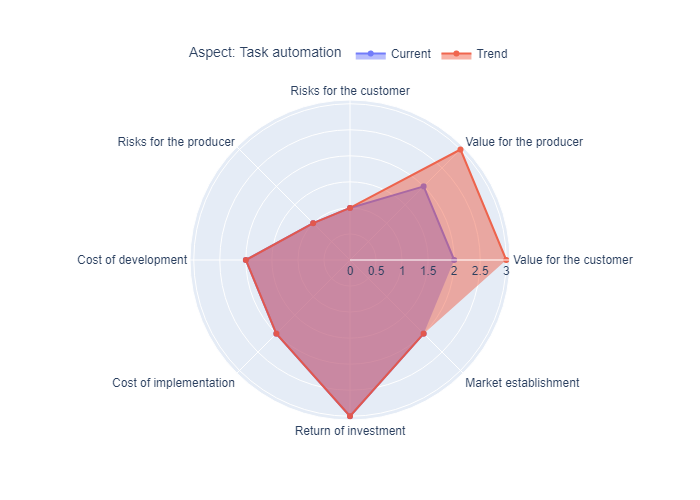 Aspect: Task automation Current Trend
Risks for the customer
Risks for the producer Value for the producer
Cost of development Value for the customer
0 0.5 1 1.5 2 2.5 3
Cost of implementation Market establishment
Return of investment